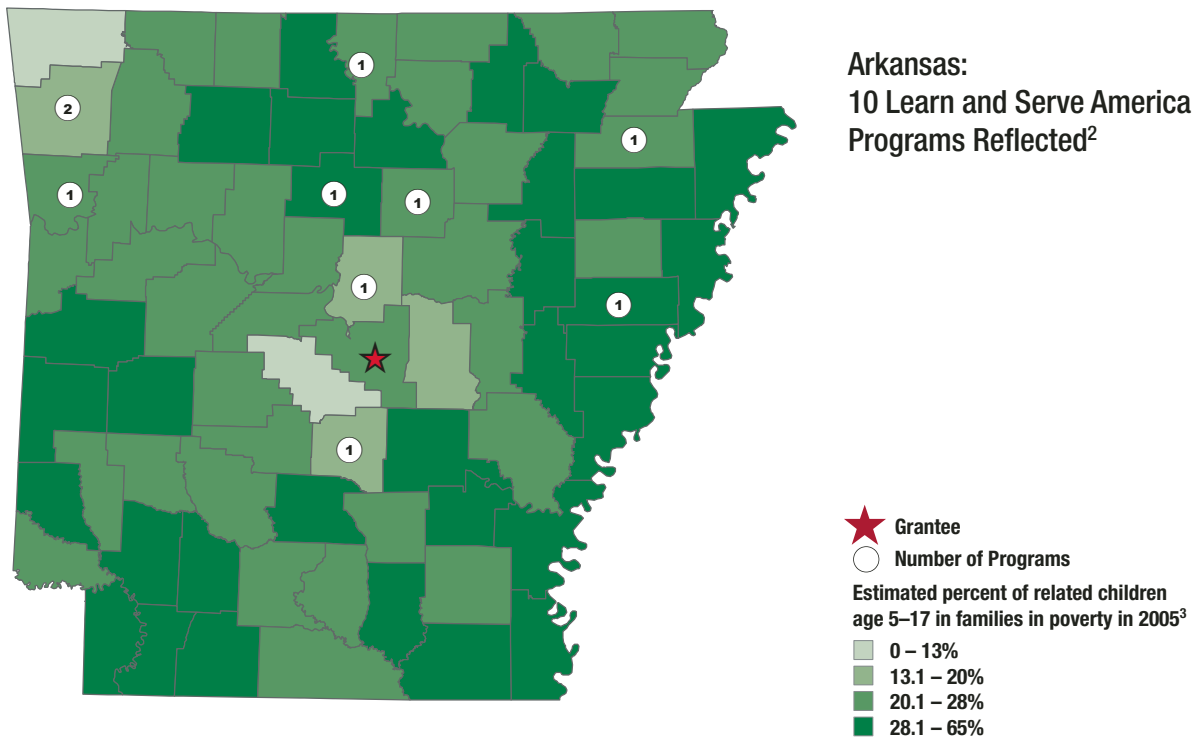 Arkansas:
10 Learn and Serve America
Programs Reflected²
1
2
1
1
1
1
1
1
1
Grantee
Number of Programs
Estimated percent of related children
age 5–17 in families in poverty in 2005³
0 – 13%
13.1 – 20%
20.1 – 28%
28.1 – 65%